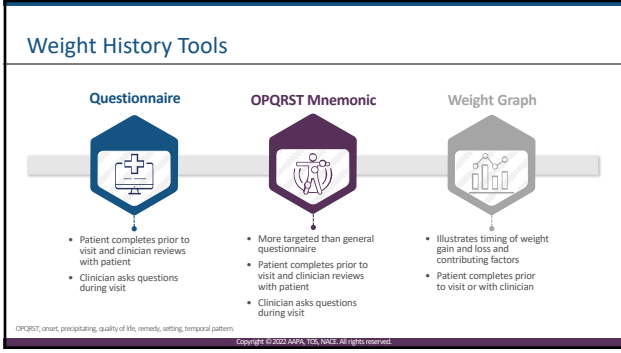 Weight History Tools
Questionnaire
• Patient completes prior to
visit and clinician reviews
with patient
• Clinician asks questions
during visit
OPQRST Mnemonic
• More targeted than general
questionnaire
• Patient completes prior to
visit and clinician reviews
with patient
• Clinician asks questions
during visit
Weight Graph
• Illustrates timing of weight
gain and loss and
contributing factors
• Patient completes prior
to visit or with clinician
OPQRST; onset, precipitating, quality of life, remedy, setting, temporal pattern.
Copyright © 2022 AAPA, TOS, NACE. All rights reserved.